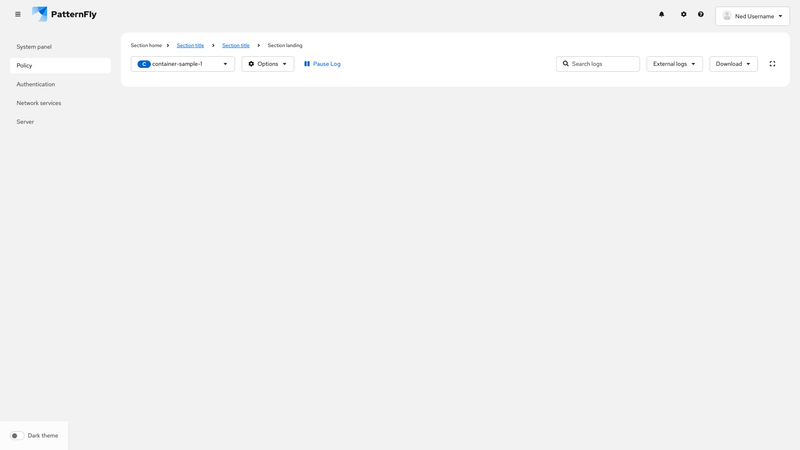 PatternFly
Ned Username
System panel
Policy
Authentication
Network services
Server
Section home Section title Section title Section landing
C container-sample-1 Options Pause Log Search logs External logs Download
Dark theme